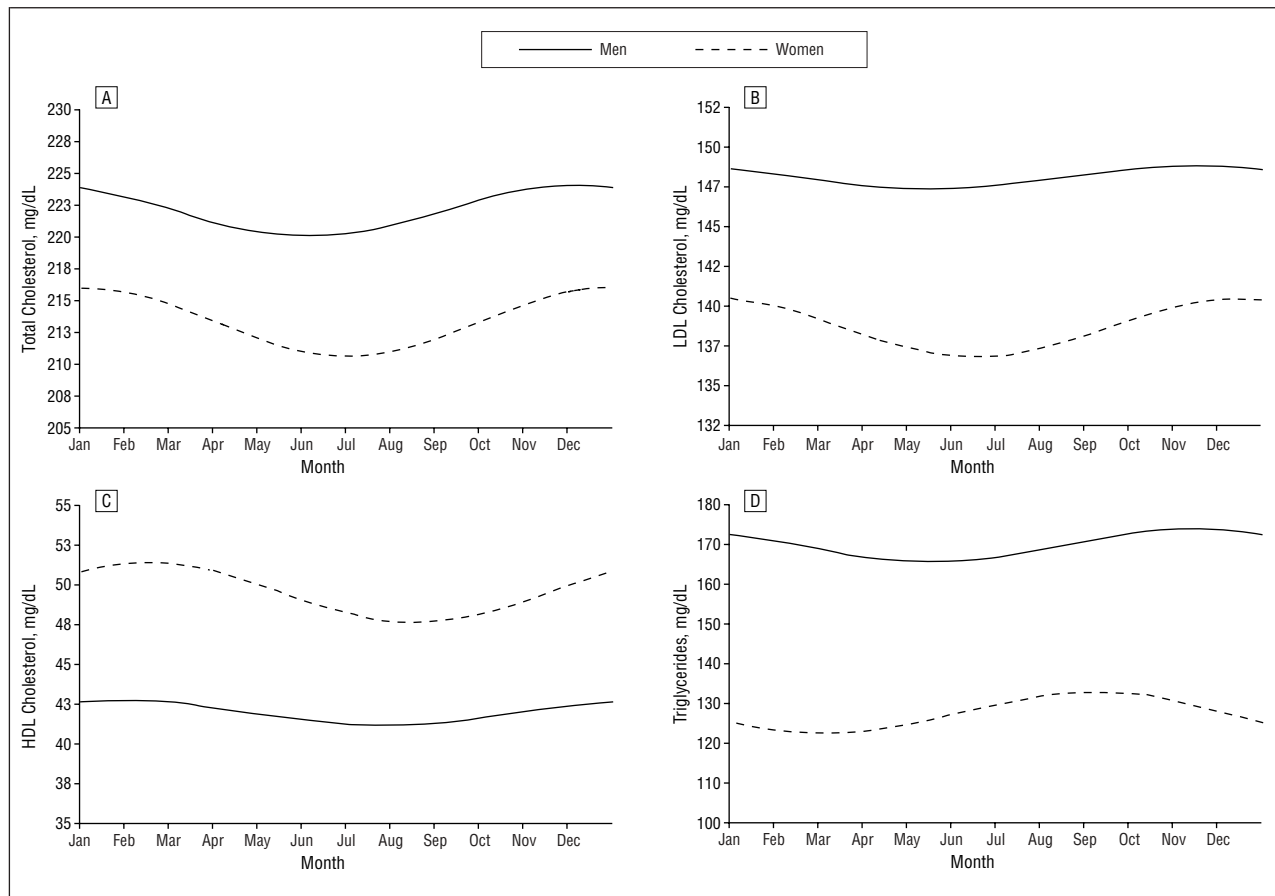 Men Women
A
Total Cholesterol, mg/dL
230
228
225
223
220
218
215
213
210
208
205
Jan Feb Mar Apr May Jun Jul Aug Sep Oct Nov Dec
Month
B
LDL Cholesterol, mg/dL
152
150
147
145
142
140
137
135
132
Jan Feb Mar Apr May Jun Jul Aug Sep Oct Nov Dec
Month
C
HDL Cholesterol, mg/dL
55
53
50
48
45
43
40
38
35
Jan Feb Mar Apr May Jun Jul Aug Sep Oct Nov Dec
Month
D
Triglycerides, mg/dL
180
170
160
150
140
130
120
110
100
Jan Feb Mar Apr May Jun Jul Aug Sep Oct Nov Dec
Month